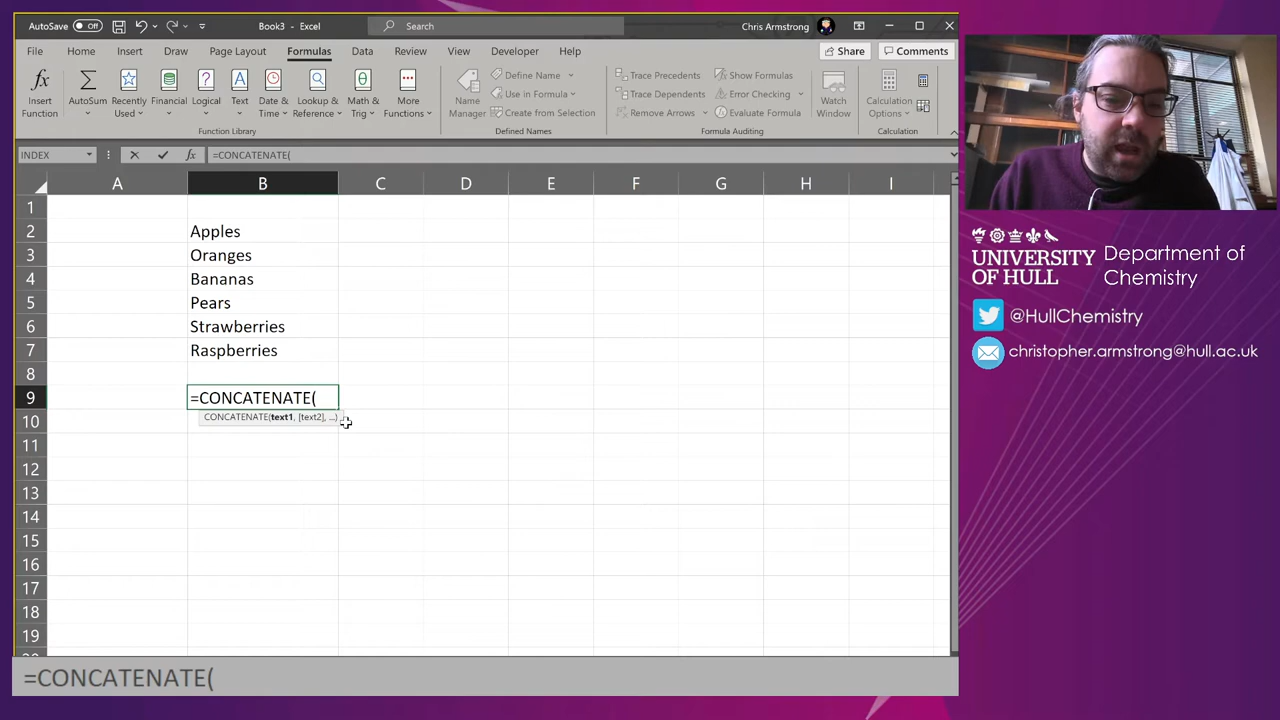 AutoSave Off Book3 - Excel Search Chris Armstrong
File Home Insert Draw Page Layout Formulas Data Review View Developer Help Share Comments
Insert Function
AutoSum
Recently Used
Financial
Logical
Text
Date & Time
Lookup & Reference
Math & Trig
More Functions
Function Library
Name Manager
Define Name
Use in Formula
Create from Selection
Defined Names
Trace Precedents
Trace Dependents
Remove Arrows
Show Formulas
Error Checking
Evaluate Formula
Formula Auditing
Watch Window
Calculation Options
Calculation
INDEX fx =CONCATENATE(
A B C D E F G H I
1
2 Apples
3 Oranges
4 Bananas
5 Pears
6 Strawberries
7 Raspberries
8
9 =CONCATENATE(
CONCATENATE(text1, [text2], ...)
10
11
12
13
14
15
16
17
18
19
=CONCATENATE(
UNIVERSITY
OF HULL
Department of
Chemistry
@HullChemistry
christopher.armstrong@hull.ac.uk